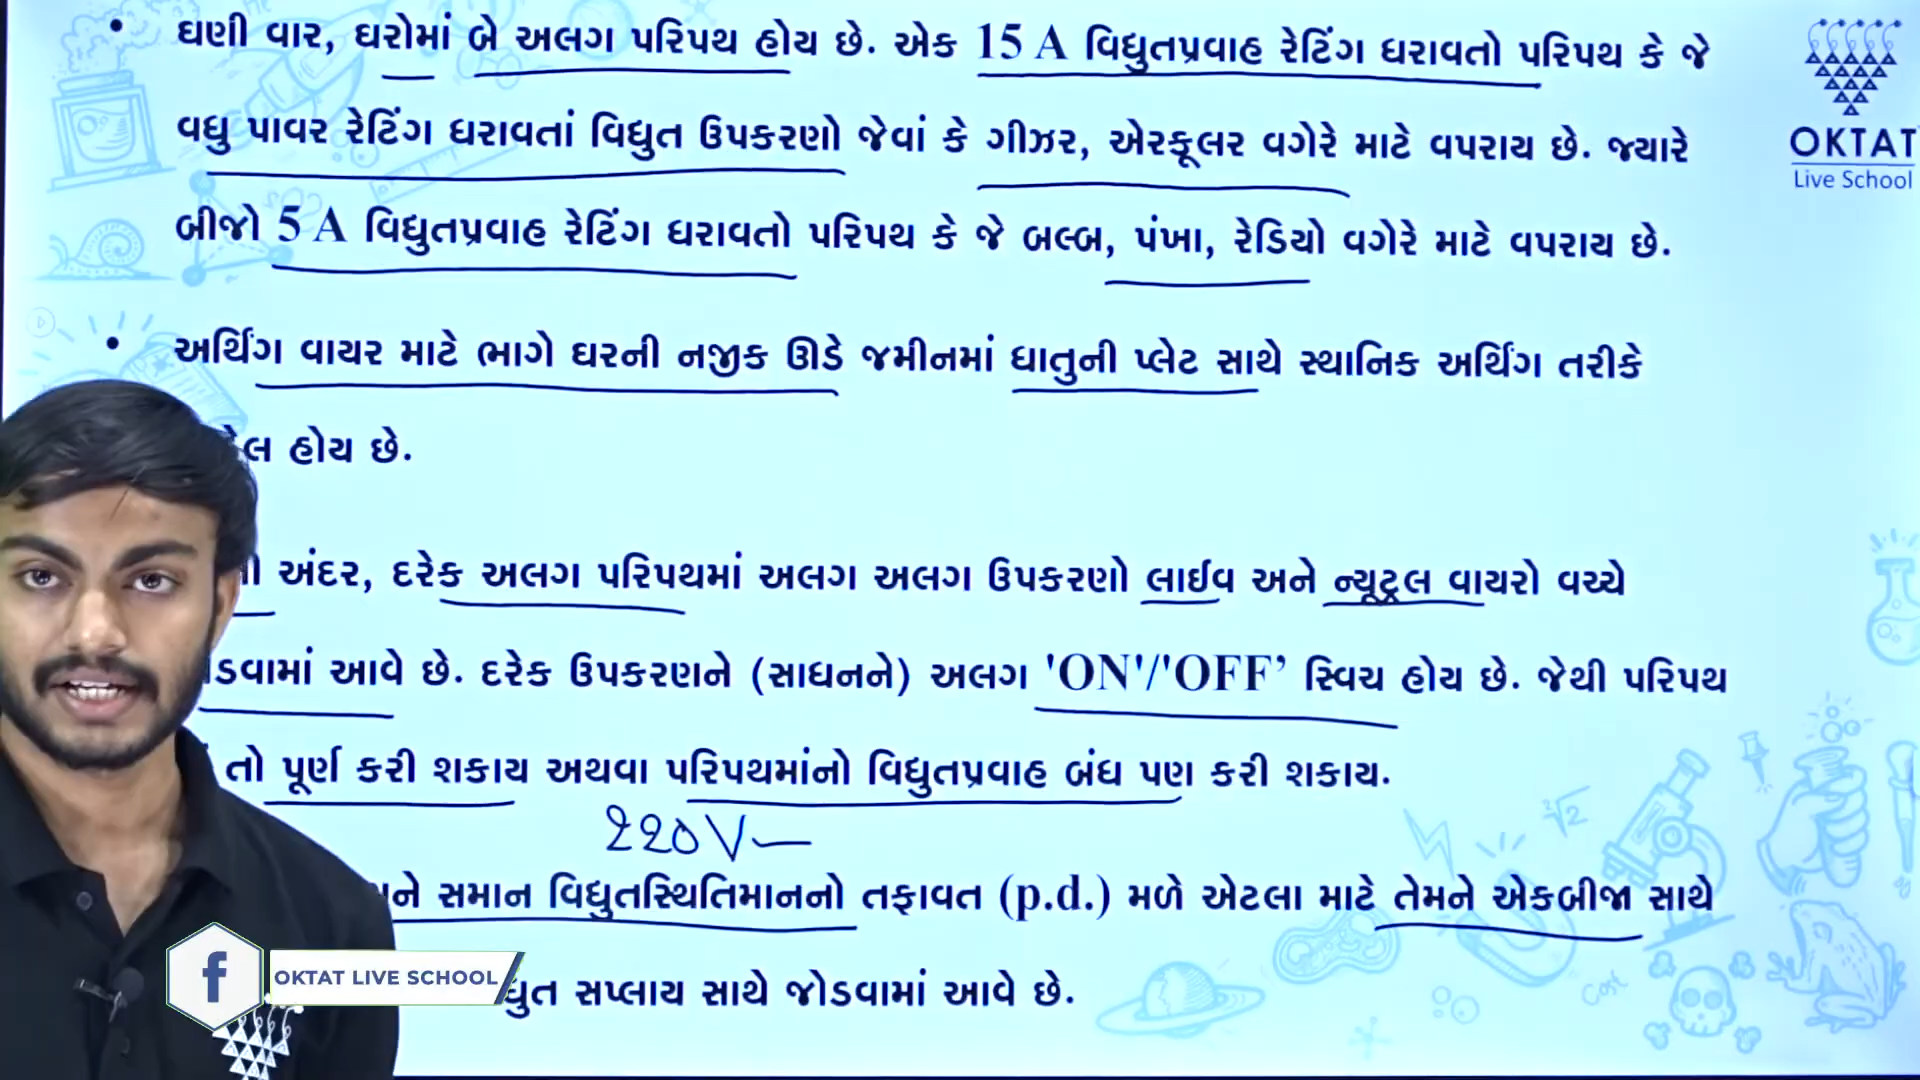 • ઘણી વાર, ઘરોમાં બે અલગ પરિપથ હોય છે. એક 15 A વિદ્યુતપ્રવાહ રેટિંગ ધરાવતો પરિપથ કે જે
વધુ પાવર રેટિંગ ધરાવતાં વિદ્યુત ઉપકરણો જેવાં કે ગીઝર, એરકૂલર વગેરે માટે વપરાય છે. જ્યારે
બીજો 5 A વિદ્યુતપ્રવાહ રેટિંગ ધરાવતો પરિપથ કે જે બલ્બ, પંખા, રેડિયો વગેરે માટે વપરાય છે.
• અર્થિંગ વાયર માટે ભાગે ઘરની નજીક ઊડે જમીનમાં ધાતુની પ્લેટ સાથે સ્થાનિક અર્થિંગ તરીકે
હોય છે.
અંદર, દરેક અલગ પરિપથમાં અલગ અલગ ઉપકરણો લાઈવ અને ન્યૂટ્રલ વાયરો વચ્ચે
આવે છે. દરેક ઉપકરણને (સાધનને) અલગ 'ON'/'OFF’ સ્વિચ હોય છે. જેથી પરિપથ
તો પૂર્ણ કરી શકાય અથવા પરિપથમાંનો વિદ્યુતપ્રવાહ બંધ પણ કરી શકાય.
220V
સમાન વિદ્યુતસ્થિતિમાનનો તફાવત (p.d.) મળે એટલા માટે તેમને એકબીજા સાથે
સપ્લાય સાથે જોડવામાં આવે છે.
OKTAT
Live School
f OKTAT LIVE SCHOOL
√2
Cose